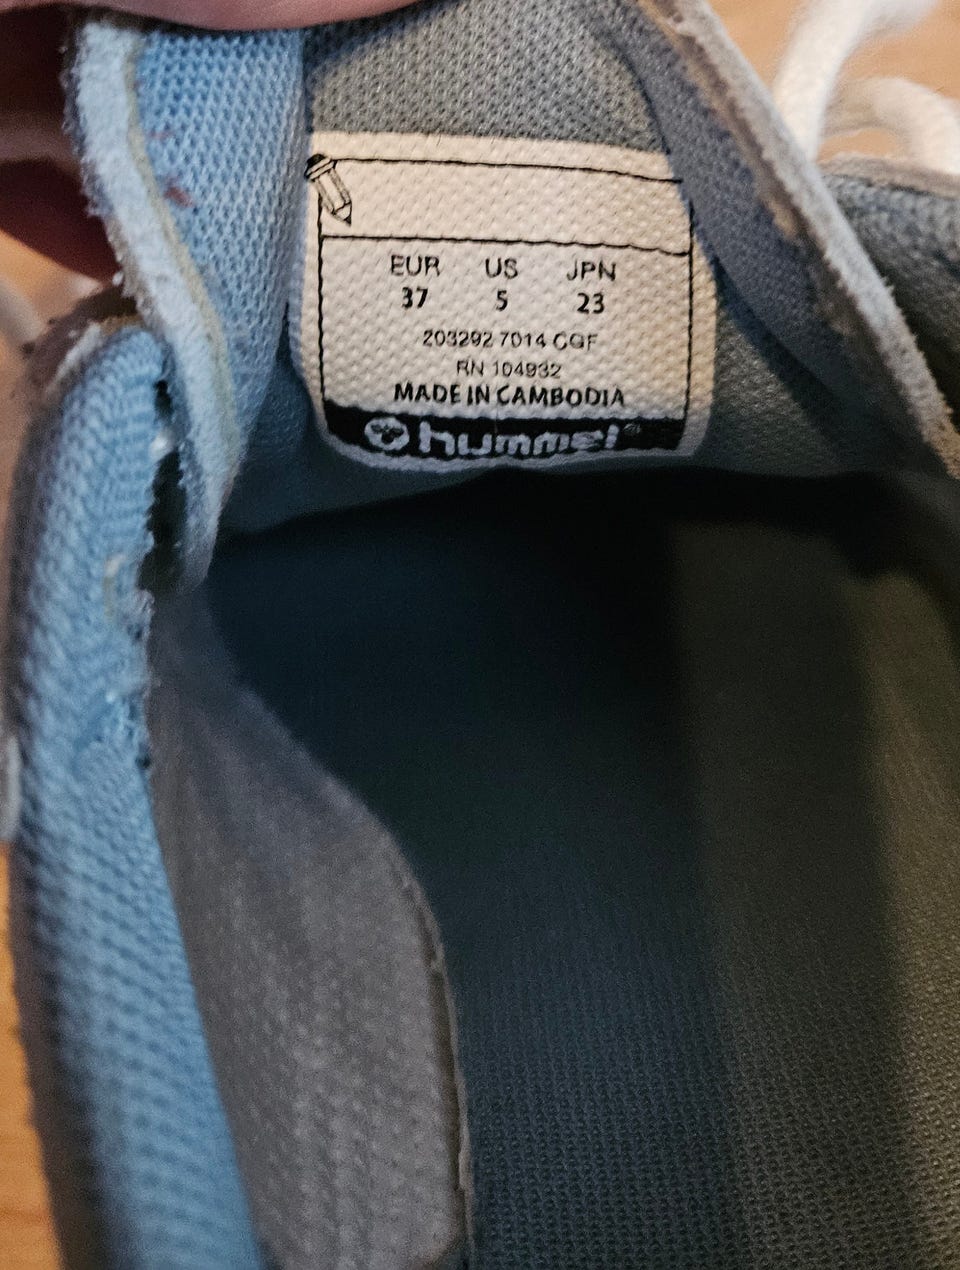 EUR US JPN
37 5 23
203292 7014 CGF
RN 104932
MADE IN CAMBODIA
hummel®